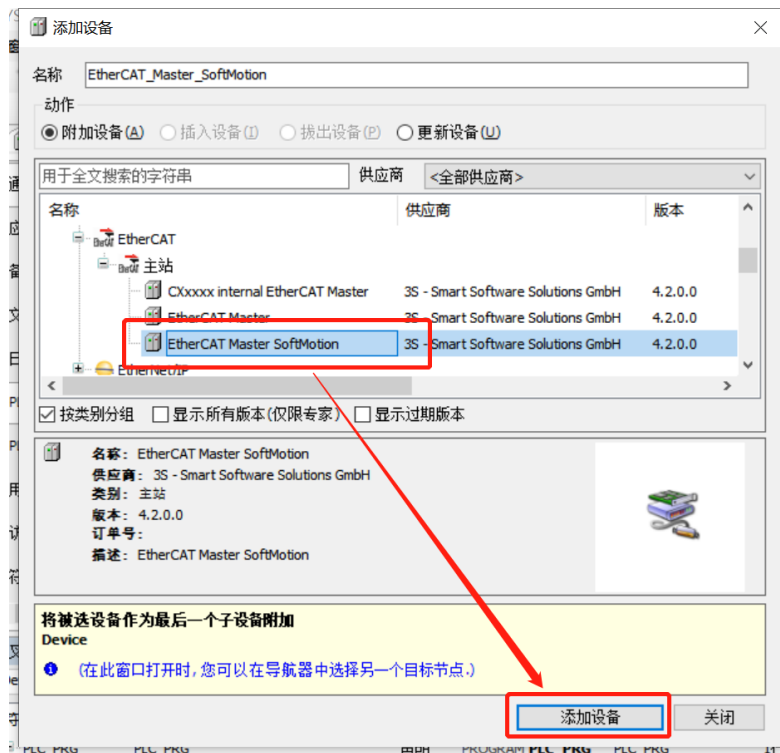 添加设备
名称 EtherCAT_Master_SoftMotion
动作
附加设备(A) 插入设备(I) 拔出设备(P) 更新设备(U)
用于全文搜索的字符串 供应商 <全部供应商>
名称 供应商 版本
EtherCAT
主站
CXxxxx internal EtherCAT Master 3S - Smart Software Solutions GmbH 4.2.0.0
EtherCAT Master 3S - Smart Software Solutions GmbH 4.2.0.0
EtherCAT Master SoftMotion 3S - Smart Software Solutions GmbH 4.2.0.0
EtherNet/IP
按类别分组 显示所有版本(仅限专家) 显示过期版本
名称: EtherCAT Master SoftMotion
供应商: 3S - Smart Software Solutions GmbH
类别: 主站
版本: 4.2.0.0
订单号:
描述: EtherCAT Master SoftMotion
将被选设备作为最后一个子设备附加
Device
(在此窗口打开时,您可以在导航器中选择另一个目标节点.)
添加设备 关闭
PLC_PRG PLC_PRG 声明 PROGRAM PLC_PRG PLC_PRG